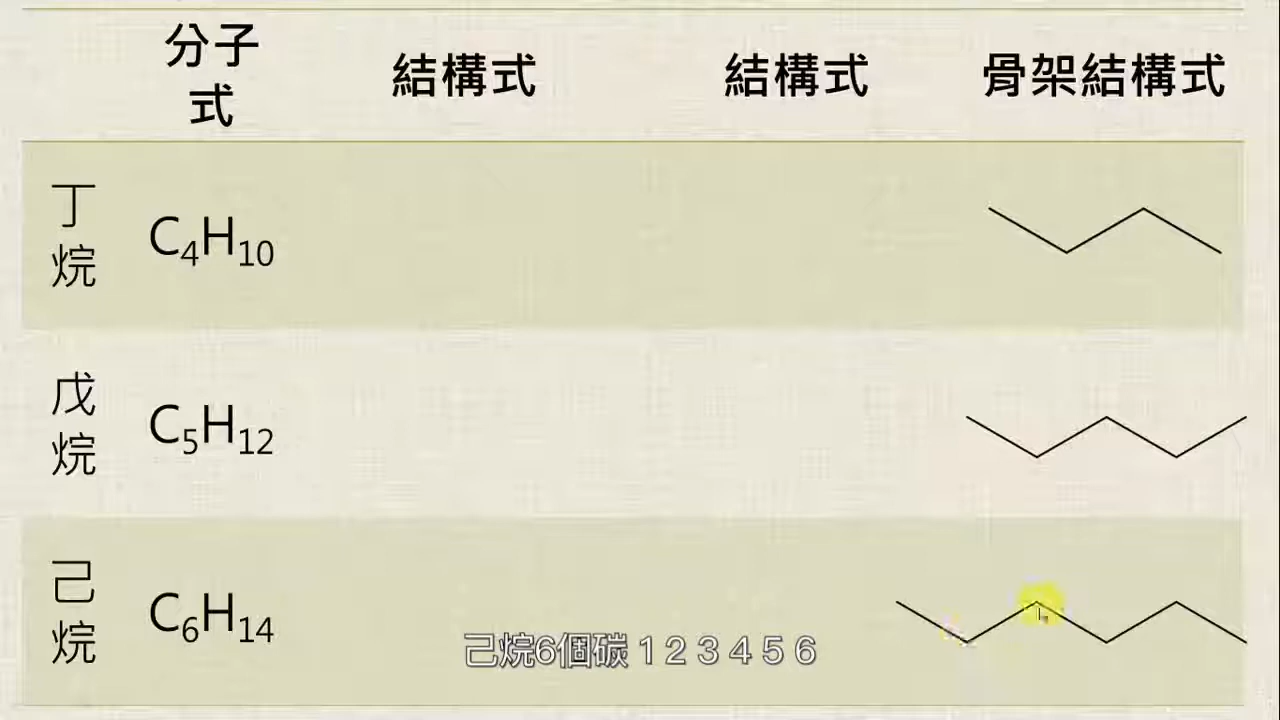 分子
式
結構式
結構式
骨架結構式
丁
烷
C₄H₁₀
戊
烷
C₅H₁₂
己
烷
C₆H₁₄
己烷6個碳 1 2 3 4 5 6